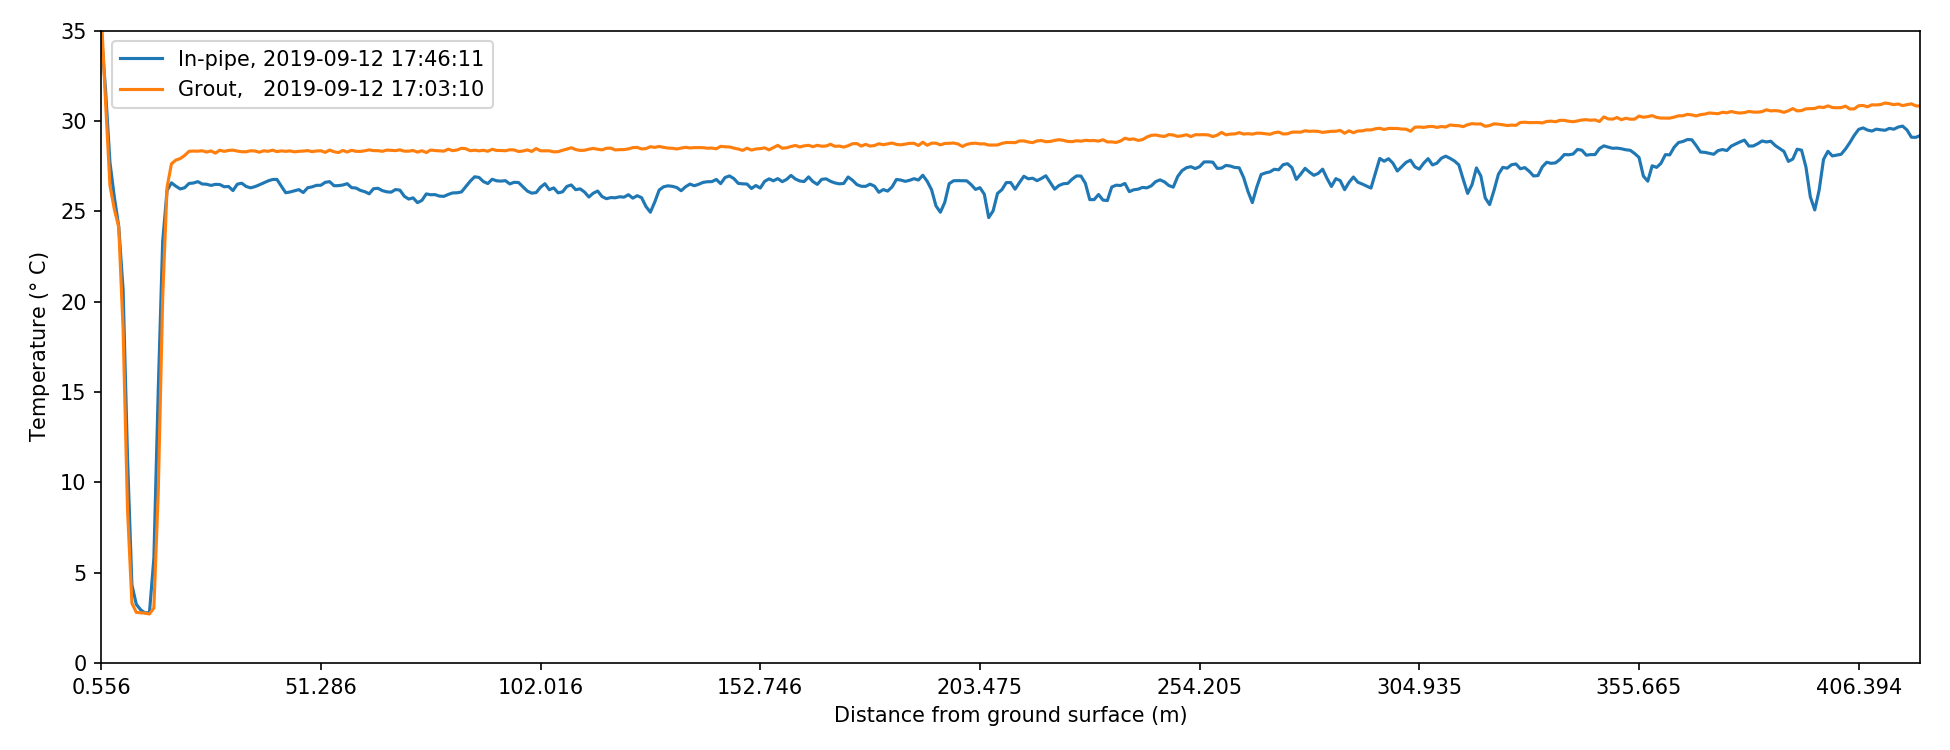 In-pipe, 2019-09-12 17:46:11
Grout, 2019-09-12 17:03:10
Temperature (° C)
35
30
25
20
15
10
5
0
0.556 51.286 102.016 152.746 203.475 254.205 304.935 355.665 406.394
Distance from ground surface (m)